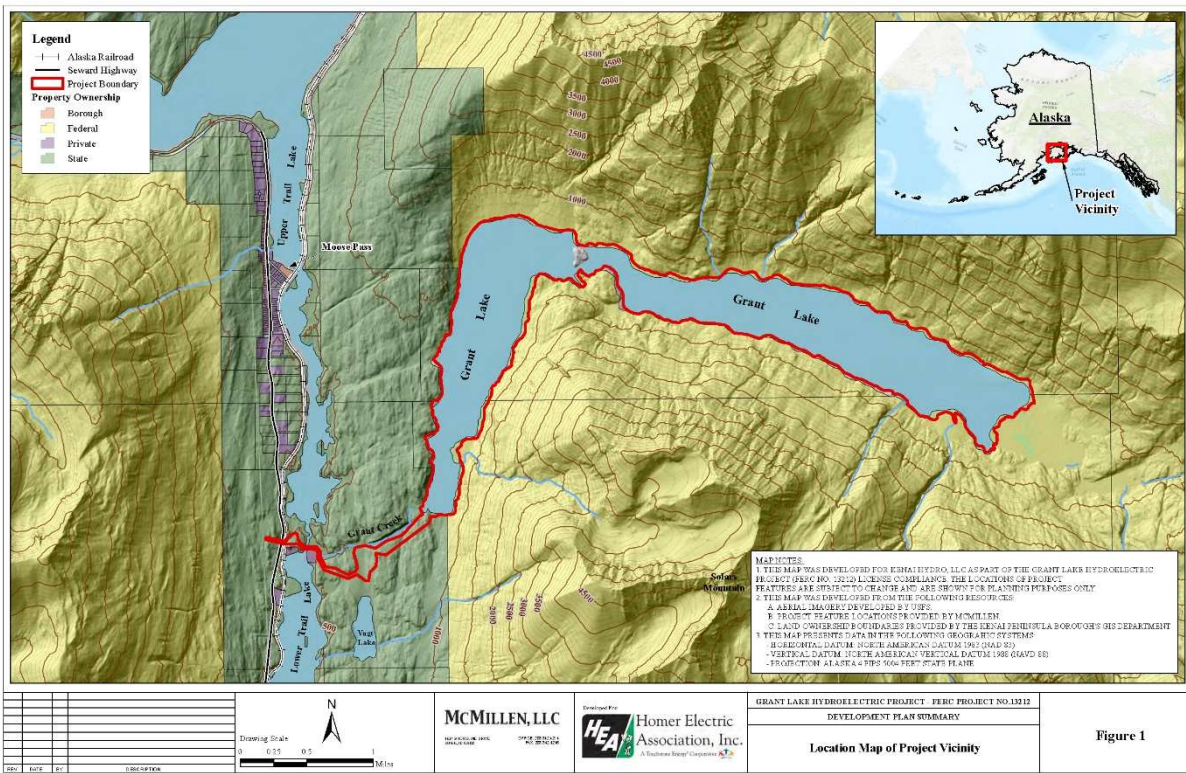 Legend
Alaska Railroad
Seward Highway
Project Boundary
Property Ownership
Borough
Federal
Private
State
4500
4500
4000
3500
3000
2500
2000
1000
Alaska
Project
Vicinity
Upper Trail Lake
Moose Pass
Grant Lake
Grant Lake
Grant Creek
Lower Trail Lake
500
Vagt
Lake
1000
2500
3000
3500
4500
4500
Solars
Mountain
MAP NOTES:
1. THIS MAP WAS DEVELOPED FOR KENAI HYDRO, LLC AS PART OF THE GRANT LAKE HYDROELECTRIC
PROJECT (FERC NO. 13212) LICENSE COMPLIANCE. THE LOCATIONS OF PROJECT
FEATURES ARE SUBJECT TO CHANGE AND ARE SHOWN FOR PLANNING PURPOSES ONLY
2. THIS MAP WAS DEVELOPED FROM THE FOLLOWING RESOURCES:
A. AERIAL IMAGERY DEVELOPED BY USFS.
B. PROJECT FEATURE LOCATIONS PROVIDED BY MCMILLEN.
C. LAND OWNERSHIP BOUNDARIES PROVIDED BY THE KENAI PENINSULA BOROUGH'S GIS DEPARTMENT
3. THIS MAP PRESENTS DATA IN THE FOLLOWING GEOGRAPHIC SYSTEMS
- HORIZONTAL DATUM: NORTH AMERICAN DATUM 1983 (NAD 83)
- VERTICAL DATUM: NORTH AMERICAN VERTICAL DATUM 1988 (NAVD 88)
- PROJECTION: ALASKA 4 FIPS 5004 FEET STATE PLANE
REV DATE BY DESCRIPTION
N
Drawing Scale
0 0.25 0.5 1
Miles
MCMILLEN, LLC
Developed For:
HEA
Homer Electric
Association, Inc.
A Touchstone Energy Cooperative
GRANT LAKE HYDROELECTRIC PROJECT - FERC PROJECT NO.13212
DEVELOPMENT PLAN SUMMARY
Location Map of Project Vicinity
Figure 1